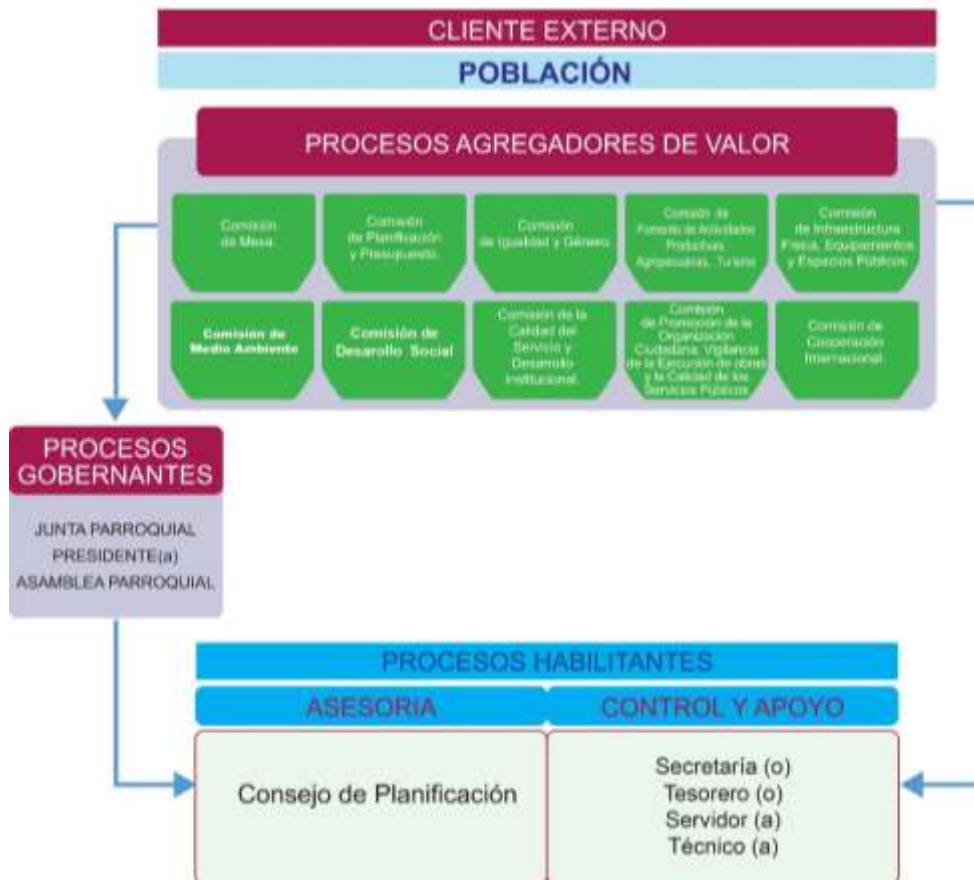 CLIENTE EXTERNO
POBLACIÓN
PROCESOS AGREGADORES DE VALOR
Comisión
de Mesa.
Comisión
de Planificación
y Presupuesto.
Comisión
de Igualdad y Género
Comisión de
Fomento de Actividades
Productivas
Agropecuarias, Turismo
Comisión
de Infraestructura
Física, Equipamientos
y Espacios Públicos
Comisión de
Medio Ambiente
Comisión de
Desarollo Social
Comisión de la
Calidad del
Servicio y
Desarrollo
Institucional.
Comisión
de Promoción de la
Organización
Ciudadana, Vigilancia
de la Ejecución de obras
y la Calidad de los
Servicios Públicos
Comisión de
Cooperación
Internacional.
PROCESOS
GOBERNANTES
JUNTA PARROQUIAL
PRESIDENTE(a)
ASAMBLEA PARROQUIAL
PROCESOS HABILITANTES
ASESORIA
CONTROL Y APOYO
Consejo de Planificación
Secretaría (o)
Tesorero (o)
Servidor (a)
Técnico (a)